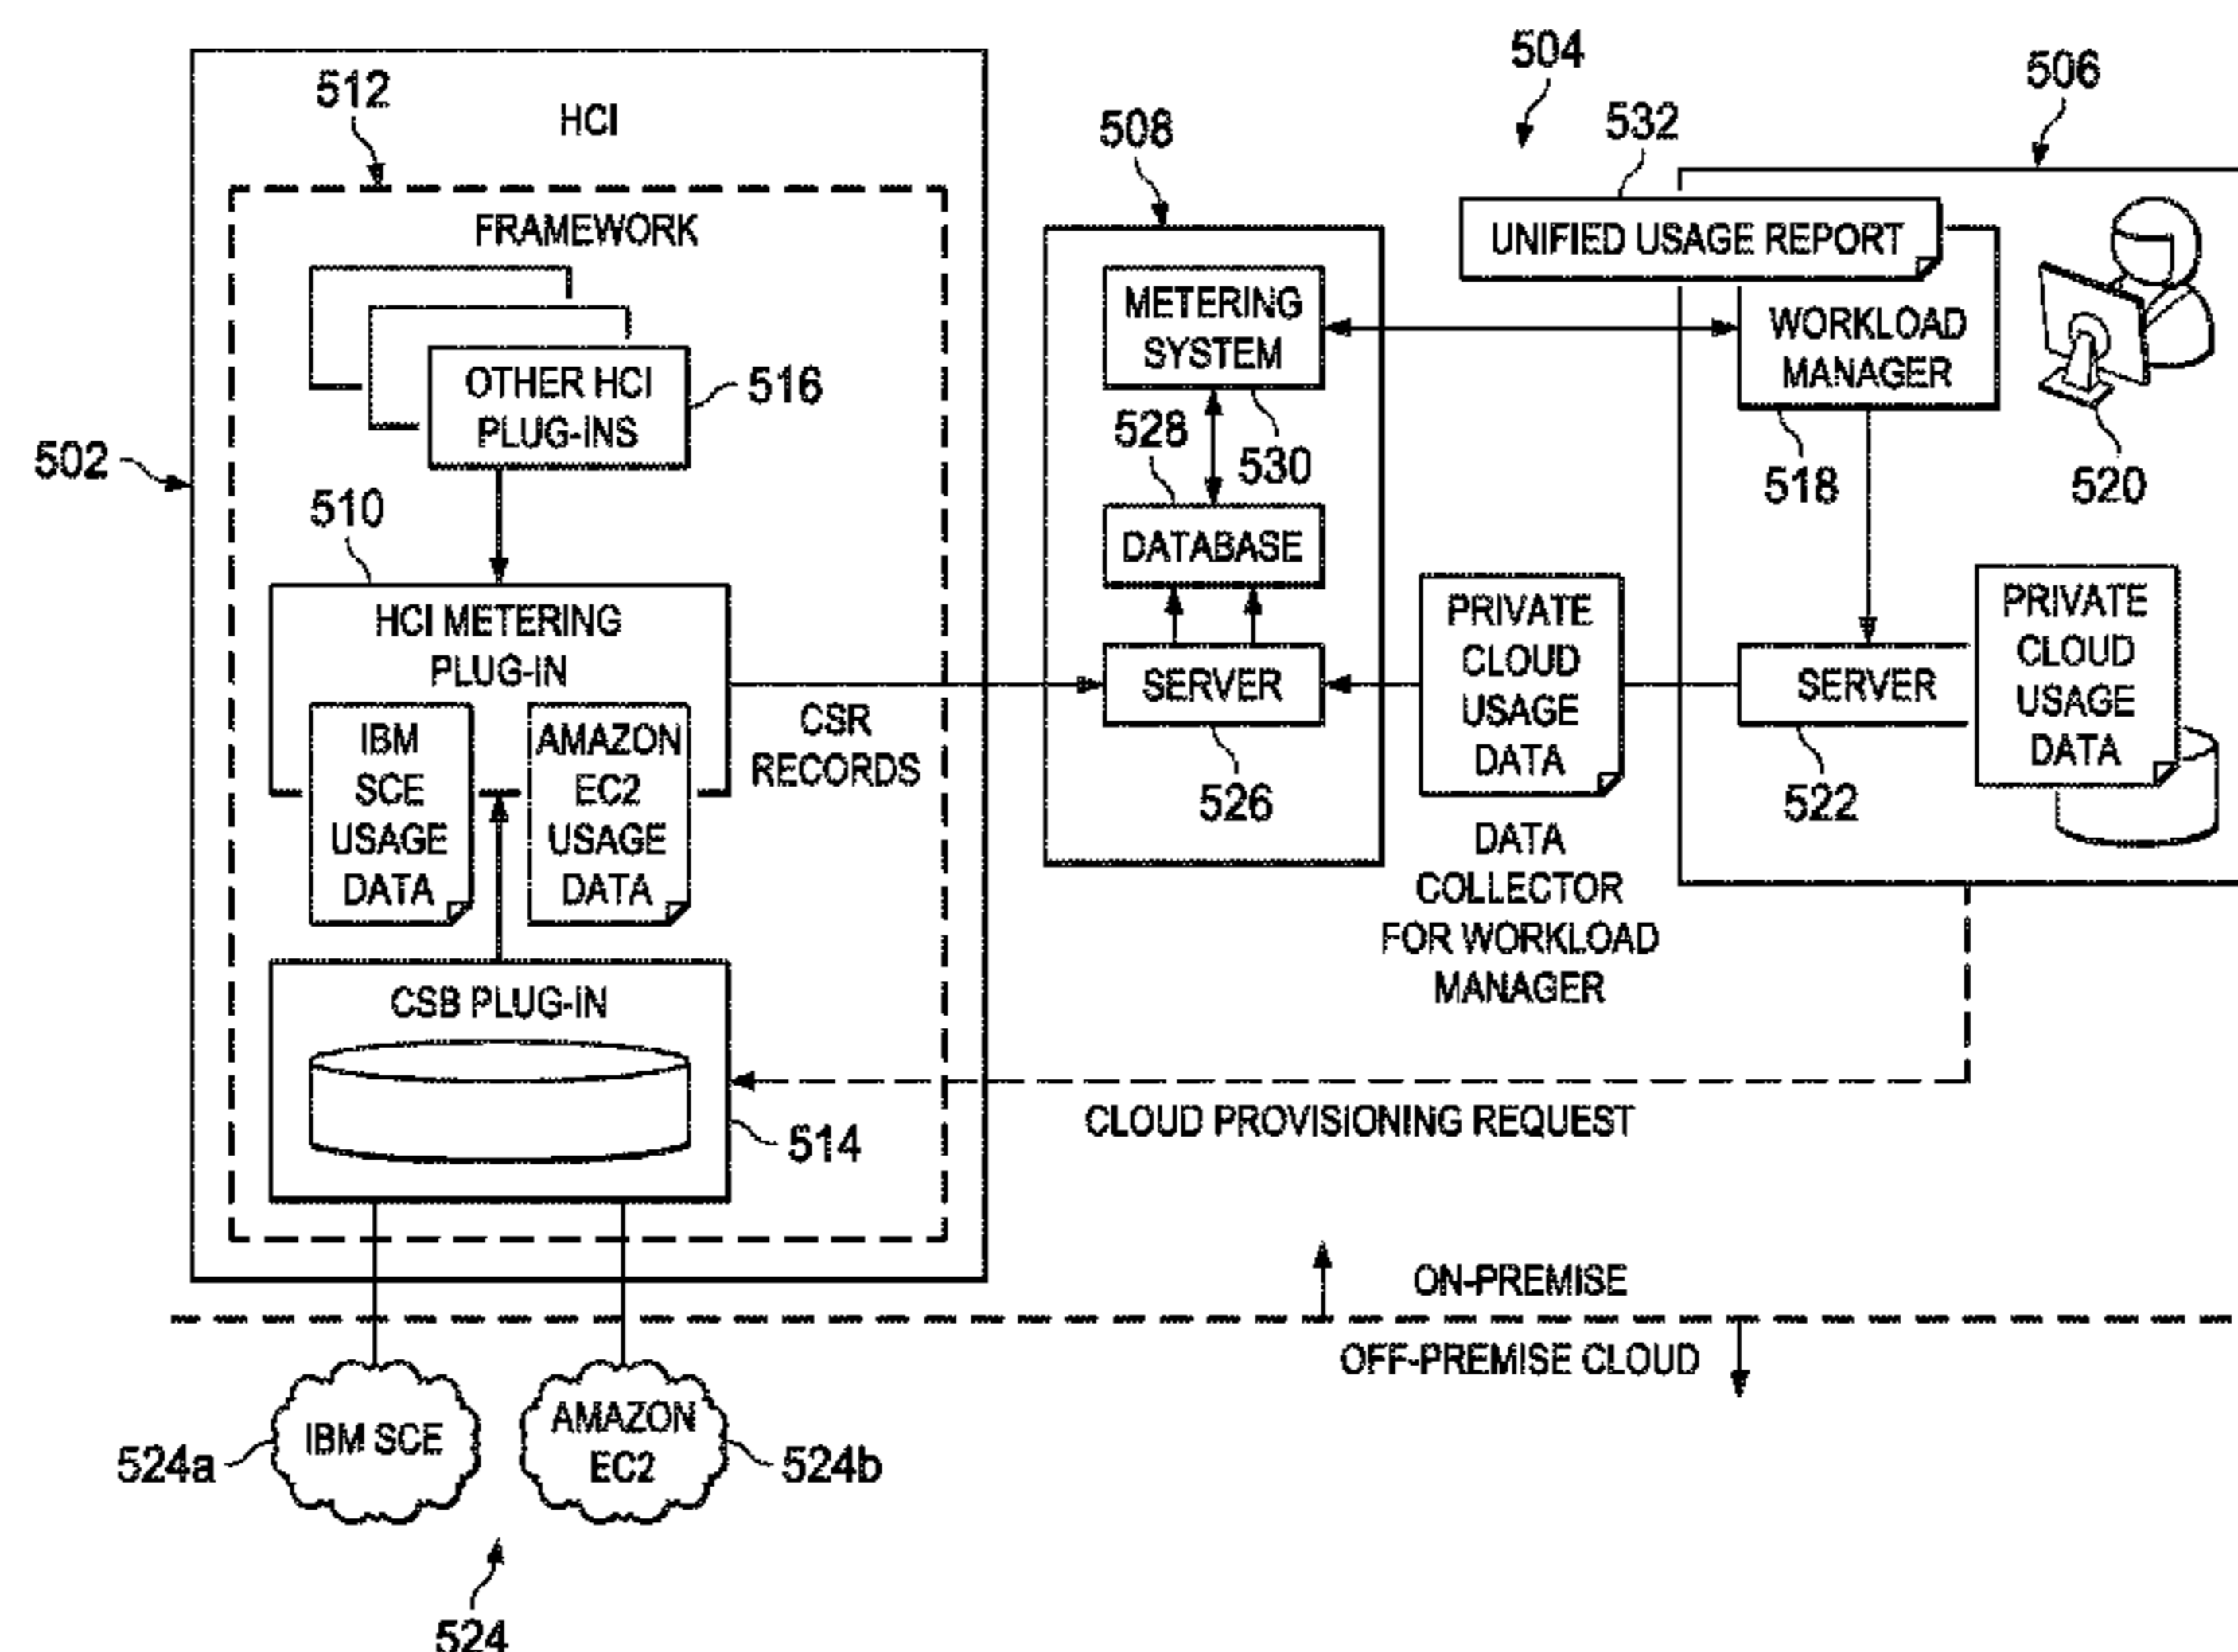 504
506
512
HCI
508
532
FRAMEWORK
UNIFIED USAGE REPORT
METERING
SYSTEM
WORKLOAD
MANAGER
OTHER HCI
PLUG-INS
516
528
530
518
520
502
510
DATABASE
HCI METERING
PLUG-IN
SERVER
CSR
RECORDS
PRIVATE
CLOUD
USAGE
DATA
SERVER
PRIVATE
CLOUD
USAGE
DATA
IBM
SCE
USAGE
DATA
AMAZON
EC2
USAGE
DATA
526
522
DATA
COLLECTOR
FOR WORKLOAD
MANAGER
CSB PLUG-IN
514
CLOUD PROVISIONING REQUEST
ON-PREMISE
OFF-PREMISE CLOUD
524a
IBM SCE
AMAZON
EC2
524b
524